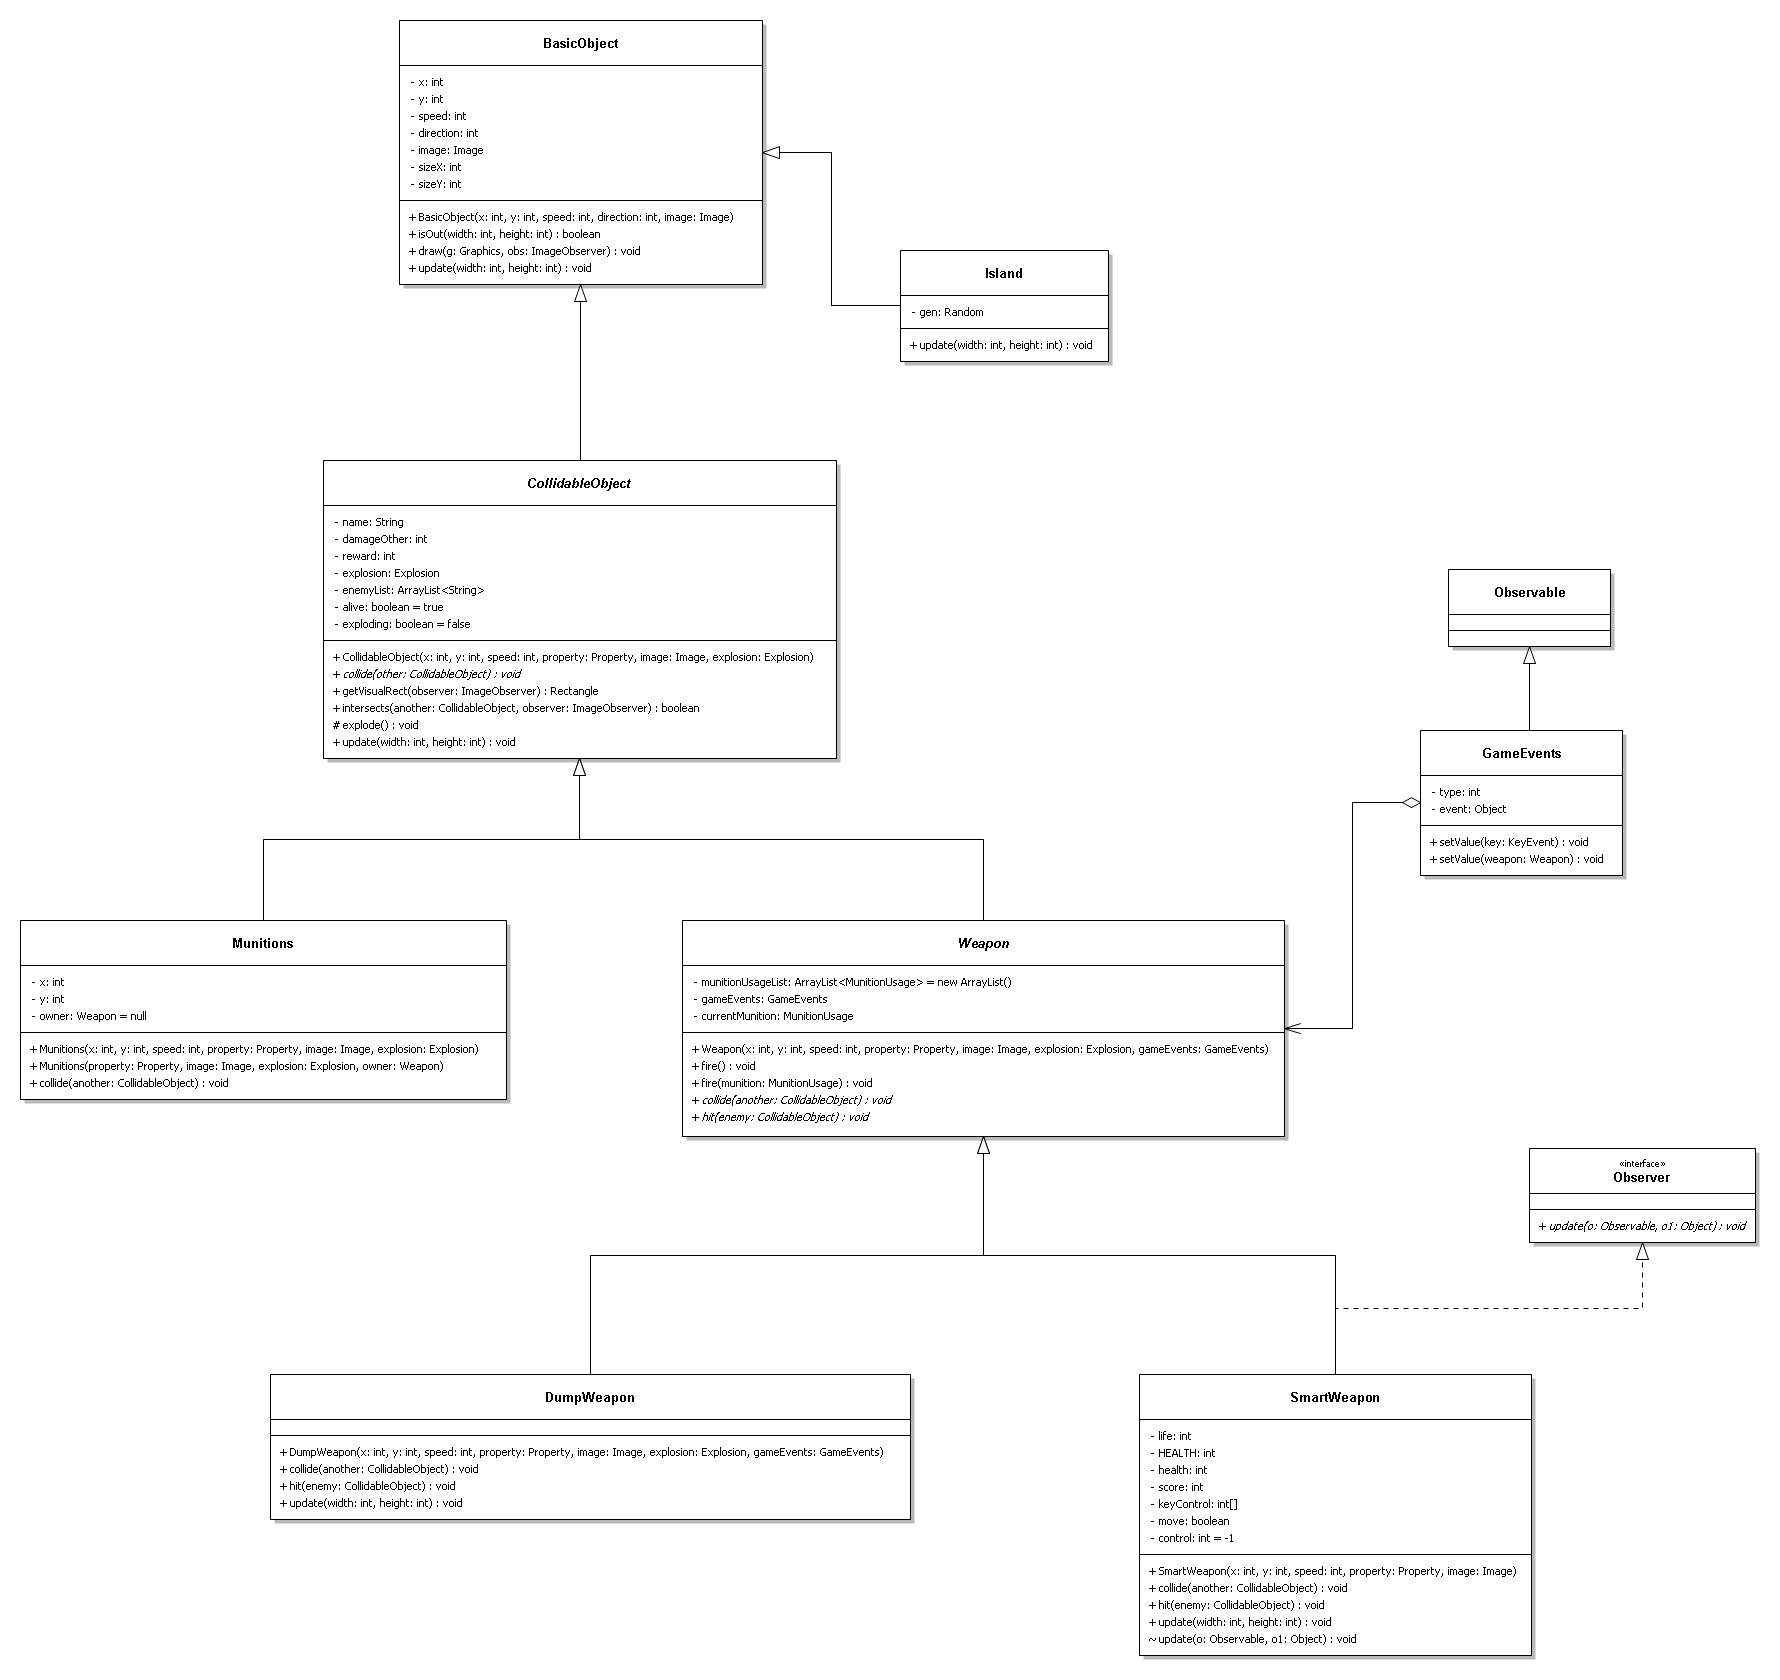 BasicObject
- x: int
- y: int
- speed: int
- direction: int
- image: Image
- sizeX: int
- sizeY: int
+ BasicObject(x: int, y: int, speed: int, direction: int, image: Image)
+ isOut(width: int, height: int) : boolean
+ draw(g: Graphics, obs: ImageObserver) : void
+ update(width: int, height: int) : void
Island
- gen: Random
+ update(width: int, height: int) : void
CollidableObject
- name: String
- damageOther: int
- reward: int
- explosion: Explosion
- enemyList: ArrayList<String>
- alive: boolean = true
- exploding: boolean = false
+ CollidableObject(x: int, y: int, speed: int, property: Property, image: Image, explosion: Explosion)
+ collide(other: CollidableObject) : void
+ getVisualRect(observer: ImageObserver) : Rectangle
+ intersects(another: CollidableObject, observer: ImageObserver) : boolean
# explode() : void
+ update(width: int, height: int) : void
Observable
GameEvents
- type: int
- event: Object
+ setValue(key: KeyEvent) : void
+ setValue(weapon: Weapon) : void
Munitions
- x: int
- y: int
- owner: Weapon = null
+ Munitions(x: int, y: int, speed: int, property: Property, image: Image, explosion: Explosion)
+ Munitions(property: Property, image: Image, explosion: Explosion, owner: Weapon)
+ collide(another: CollidableObject) : void
Weapon
- munitionUsageList: ArrayList<MunitionUsage> = new ArrayList()
- gameEvents: GameEvents
- currentMunition: MunitionUsage
+ Weapon(x: int, y: int, speed: int, property: Property, image: Image, explosion: Explosion, gameEvents: GameEvents)
+ fire() : void
+ fire(munition: MunitionUsage) : void
+ collide(another: CollidableObject) : void
+ hit(enemy: CollidableObject) : void
«interface»
Observer
+ update(o: Observable, o1: Object) : void
DumpWeapon
+ DumpWeapon(x: int, y: int, speed: int, property: Property, image: Image, explosion: Explosion, gameEvents: GameEvents)
+ collide(another: CollidableObject) : void
+ hit(enemy: CollidableObject) : void
+ update(width: int, height: int) : void
SmartWeapon
- life: int
- HEALTH: int
- health: int
- score: int
- keyControl: int[]
- move: boolean
- control: int = -1
+ SmartWeapon(x: int, y: int, speed: int, property: Property, image: Image)
+ collide(another: CollidableObject) : void
+ hit(enemy: CollidableObject) : void
+ update(width: int, height: int) : void
~ update(o: Observable, o1: Object) : void